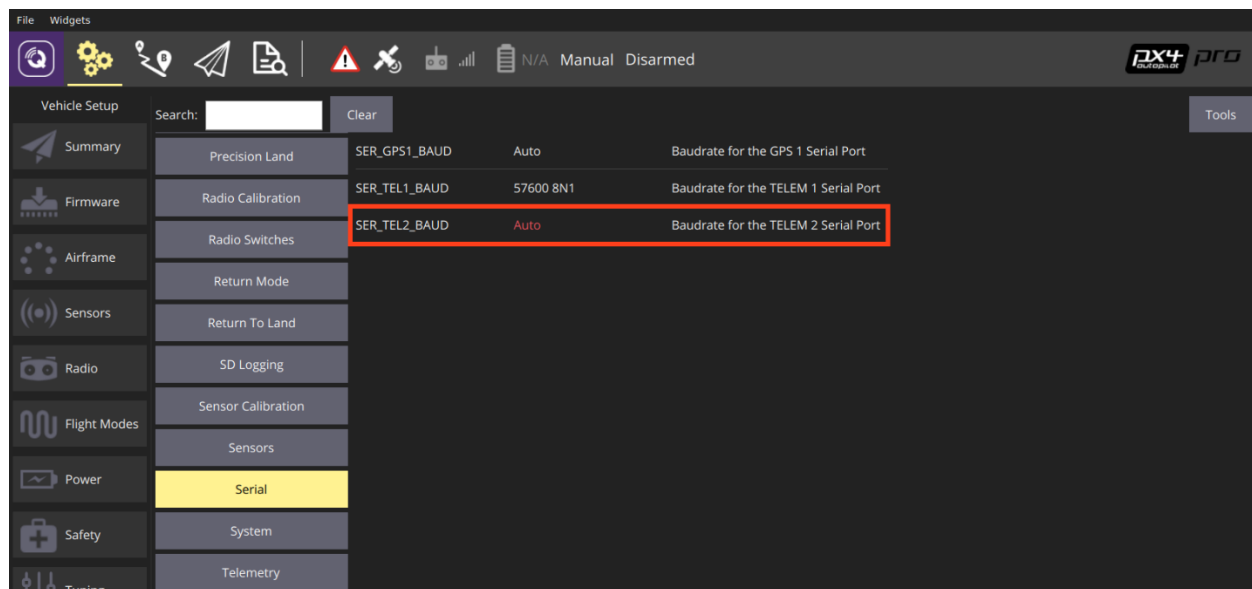 File Widgets
N/A Manual Disarmed
px4 pro
autopilot
Vehicle Setup
Search:
Clear
Tools
Summary
Firmware
Airframe
Sensors
Radio
Flight Modes
Power
Safety
Tuning
Precision Land
Radio Calibration
Radio Switches
Return Mode
Return To Land
SD Logging
Sensor Calibration
Sensors
Serial
System
Telemetry
SER_GPS1_BAUD Auto Baudrate for the GPS 1 Serial Port
SER_TEL1_BAUD 57600 8N1 Baudrate for the TELEM 1 Serial Port
SER_TEL2_BAUD Auto Baudrate for the TELEM 2 Serial Port